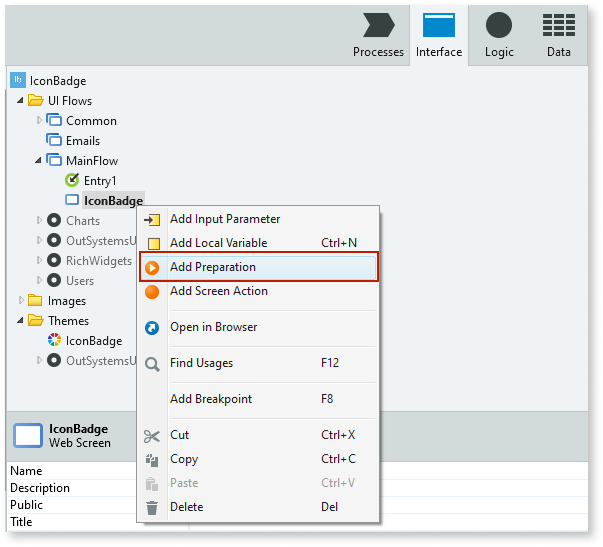 Processes
Interface
Logic
Data
IconBadge
UI Flows
Common
Emails
MainFlow
Entry1
IconBadge
Charts
OutSystemsU
RichWidgets
Users
Images
Themes
IconBadge
OutSystemsU
Add Input Parameter
Add Local Variable Ctrl+N
Add Preparation
Add Screen Action
Open in Browser
Find Usages F12
Add Breakpoint F8
Cut Ctrl+X
Copy Ctrl+C
Paste Ctrl+V
Delete Del
IconBadge
Web Screen
Name
Description
Public
Title